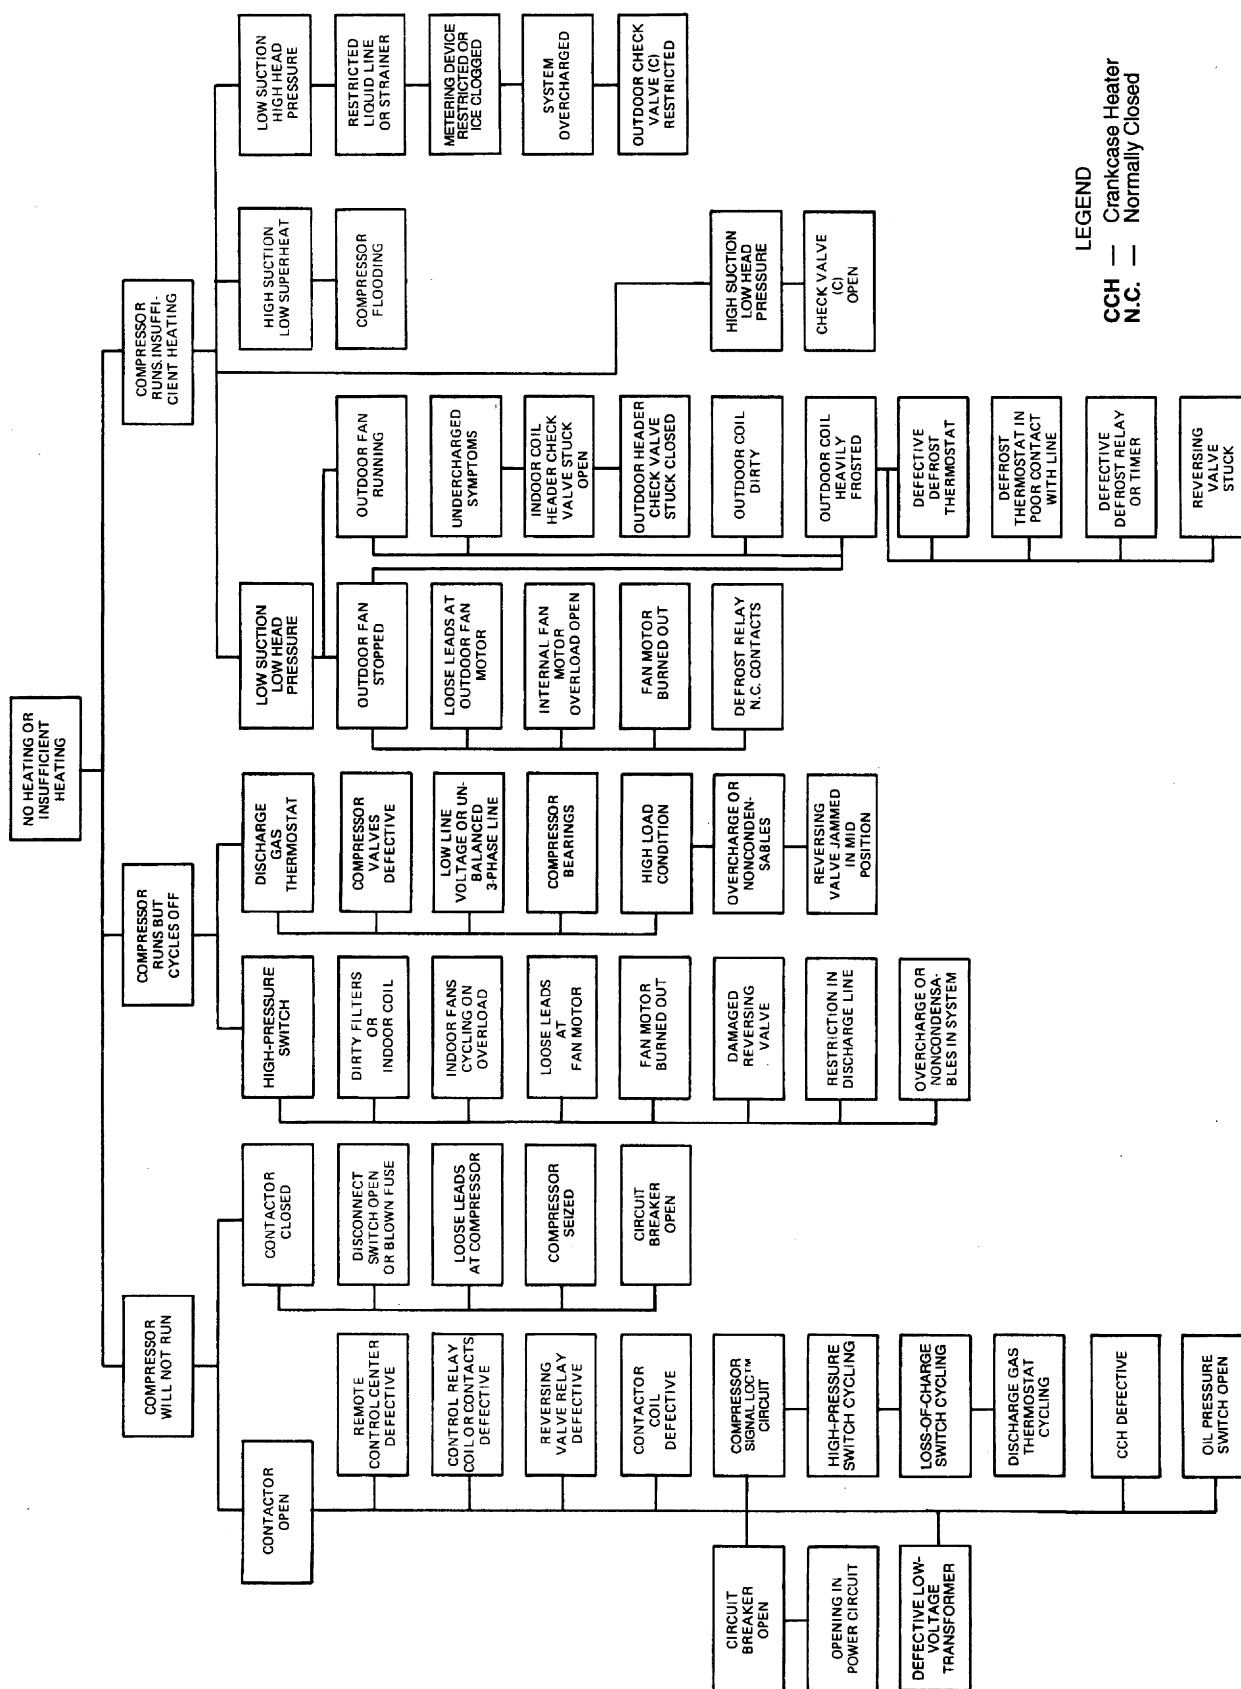 NO HEATING OR
INSUFFICIENT
HEATING
COMPRESSOR
WILL NOT RUN
CONTACTOR
OPEN
REMOTE
CONTROL CENTER
DEFECTIVE
CONTROL RELAY
COIL OR CONTACTS
DEFECTIVE
REVERSING
VALVE RELAY
DEFECTIVE
CONTACTOR
COIL
DEFECTIVE
COMPRESSOR
SIGNAL LOC™
CIRCUIT
HIGH-PRESSURE
SWITCH CYCLING
LOSS-OF-CHARGE
SWITCH CYCLING
DISCHARGE GAS
THERMOSTAT
CYCLING
CIRCUIT
BREAKER
OPEN
OPENING IN
POWER CIRCUIT
DEFECTIVE LOW-
VOLTAGE
TRANSFORMER
CCH DEFECTIVE
OIL PRESSURE
SWITCH OPEN
CONTACTOR
CLOSED
DISCONNECT
SWITCH OPEN
OR BLOWN FUSE
LOOSE LEADS
AT COMPRESSOR
COMPRESSOR
SEIZED
CIRCUIT
BREAKER
OPEN
COMPRESSOR
RUNS BUT
CYCLES OFF
HIGH-PRESSURE
SWITCH
DIRTY FILTERS
OR
INDOOR COIL
INDOOR FANS
CYCLING ON
OVERLOAD
LOOSE LEADS
AT
FAN MOTOR
FAN MOTOR
BURNED OUT
DAMAGED
REVERSING
VALVE
RESTRICTION IN
DISCHARGE LINE
OVERCHARGE OR
NONCONDENSA-
BLES IN SYSTEM
DISCHARGE
GAS
THERMOSTAT
COMPRESSOR
VALVES
DEFECTIVE
LOW LINE
VOLTAGE OR UN-
BALANCED
3-PHASE LINE
COMPRESSOR
BEARINGS
HIGH LOAD
CONDITION
OVERCHARGE OR
NONCONDEN-
SABLES
REVERSING
VALVE JAMMED
IN MID
POSITION
COMPRESSOR
RUNS. INSUFFI-
CIENT HEATING
LOW SUCTION
LOW HEAD
PRESSURE
OUTDOOR FAN
STOPPED
LOOSE LEADS AT
OUTDOOR FAN
MOTOR
INTERNAL FAN
MOTOR
OVERLOAD OPEN
FAN MOTOR
BURNED OUT
DEFROST RELAY
N.C. CONTACTS
OUTDOOR FAN
RUNNING
UNDERCHARGED
SYMPTOMS
INDOOR COIL
HEADER CHECK
VALVE STUCK
OPEN
OUTDOOR HEADER
CHECK VALVE
STUCK CLOSED
OUTDOOR COIL
DIRTY
OUTDOOR COIL
HEAVILY
FROSTED
DEFECTIVE
DEFROST
THERMOSTAT
DEFROST
THERMOSTAT IN
POOR CONTACT
WITH LINE
DEFECTIVE
DEFROST RELAY
OR TIMER
REVERSING
VALVE
STUCK
HIGH SUCTION
LOW HEAD
PRESSURE
CHECK VALVE
(C)
OPEN
HIGH SUCTION
LOW SUPERHEAT
COMPRESSOR
FLOODING
LOW SUCTION
HIGH HEAD
PRESSURE
RESTRICTED
LIQUID LINE
OR STRAINER
METERING DEVICE
RESTRICTED OR
ICE CLOGGED
SYSTEM
OVERCHARGED
OUTDOOR CHECK
VALVE (C)
RESTRICTED
LEGEND
CCH — Crankcase Heater
N.C. — Normally Closed